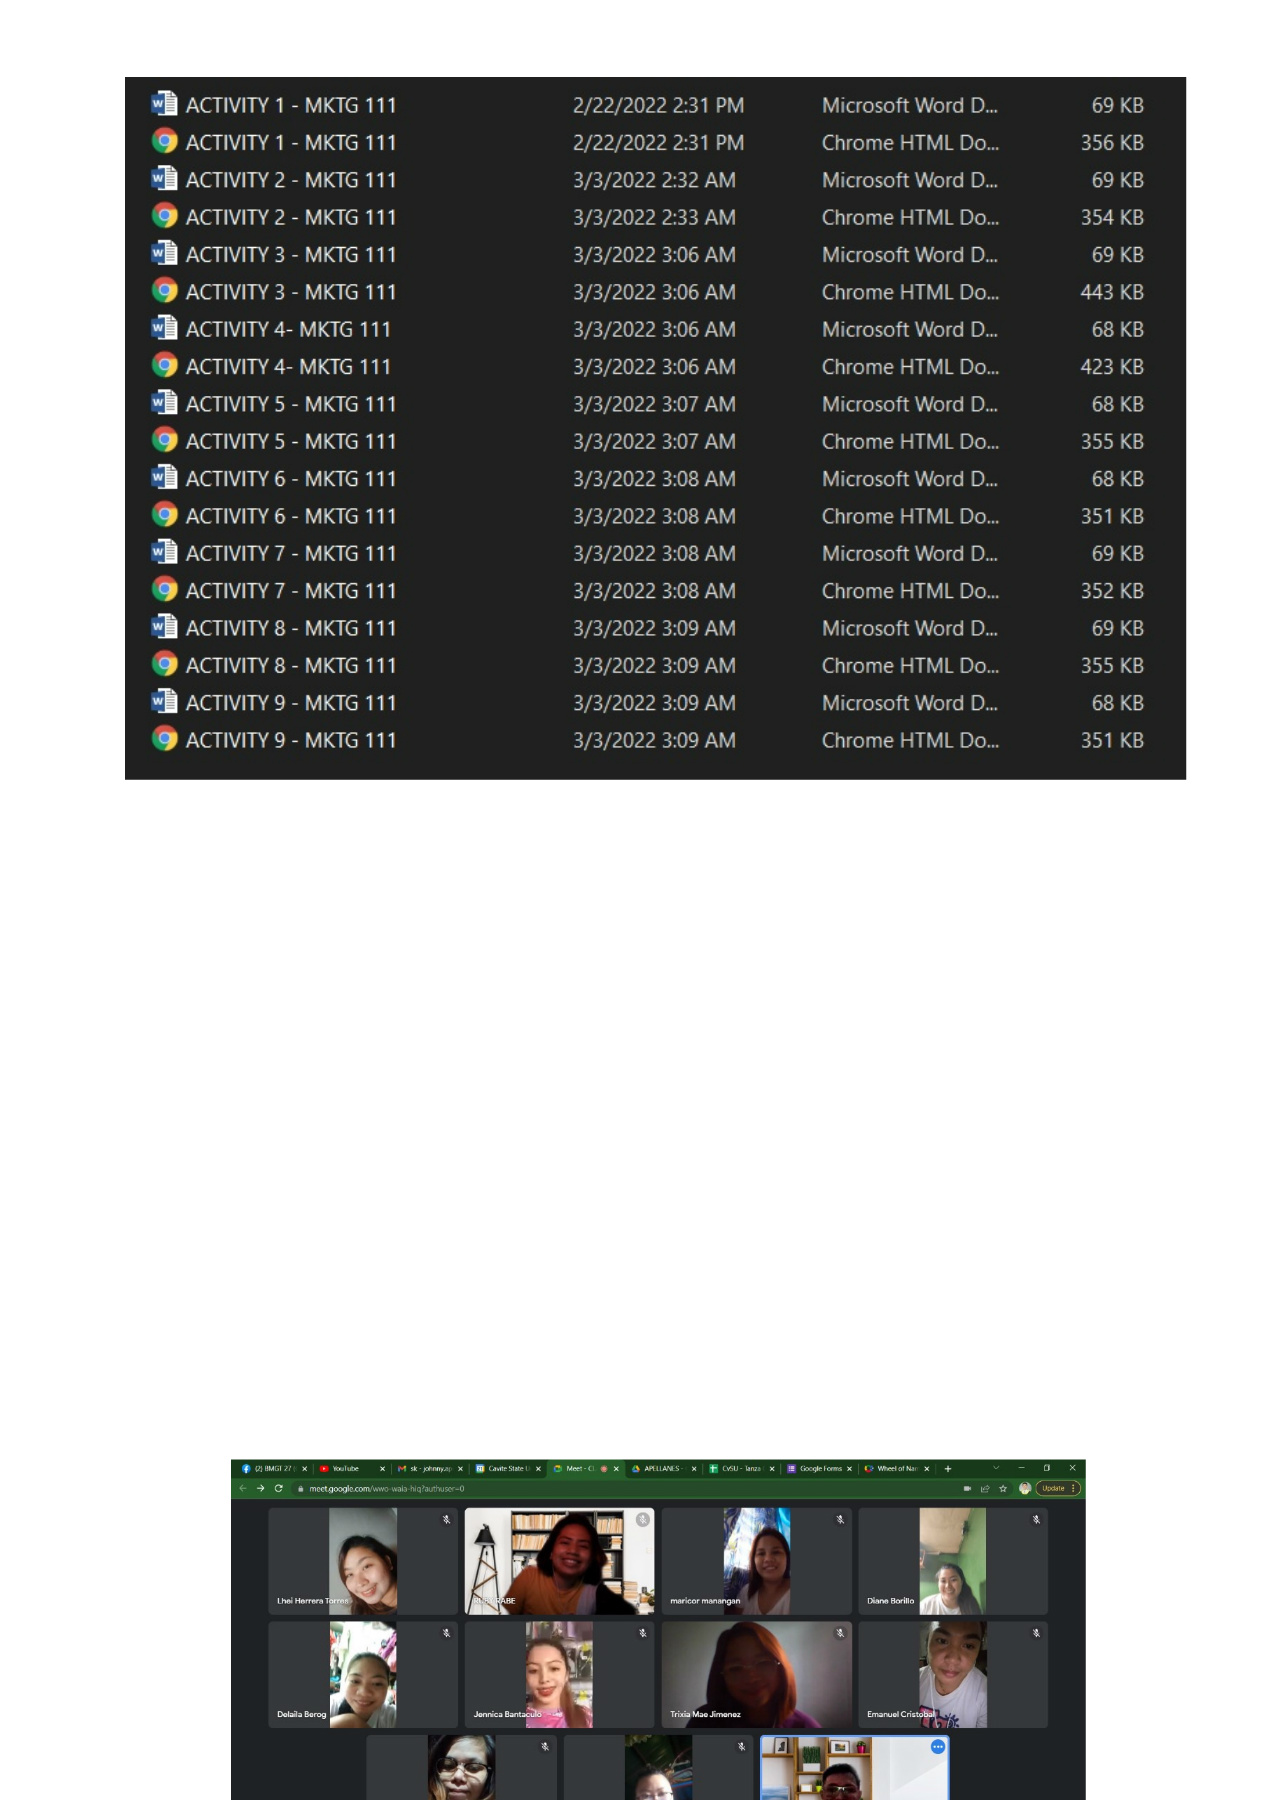 ACTIVITY 1 - MKTG 111 2/22/2022 2:31 PM Microsoft Word D... 69 KB
ACTIVITY 1 - MKTG 111 2/22/2022 2:31 PM Chrome HTML Do... 356 KB
ACTIVITY 2 - MKTG 111 3/3/2022 2:32 AM Microsoft Word D... 69 KB
ACTIVITY 2 - MKTG 111 3/3/2022 2:33 AM Chrome HTML Do... 354 KB
ACTIVITY 3 - MKTG 111 3/3/2022 3:06 AM Microsoft Word D... 69 KB
ACTIVITY 3 - MKTG 111 3/3/2022 3:06 AM Chrome HTML Do... 443 KB
ACTIVITY 4- MKTG 111 3/3/2022 3:06 AM Microsoft Word D... 68 KB
ACTIVITY 4- MKTG 111 3/3/2022 3:06 AM Chrome HTML Do... 423 KB
ACTIVITY 5 - MKTG 111 3/3/2022 3:07 AM Microsoft Word D... 68 KB
ACTIVITY 5 - MKTG 111 3/3/2022 3:07 AM Chrome HTML Do... 355 KB
ACTIVITY 6 - MKTG 111 3/3/2022 3:08 AM Microsoft Word D... 68 KB
ACTIVITY 6 - MKTG 111 3/3/2022 3:08 AM Chrome HTML Do... 351 KB
ACTIVITY 7 - MKTG 111 3/3/2022 3:08 AM Microsoft Word D... 69 KB
ACTIVITY 7 - MKTG 111 3/3/2022 3:08 AM Chrome HTML Do... 352 KB
ACTIVITY 8 - MKTG 111 3/3/2022 3:09 AM Microsoft Word D... 69 KB
ACTIVITY 8 - MKTG 111 3/3/2022 3:09 AM Chrome HTML Do... 355 KB
ACTIVITY 9 - MKTG 111 3/3/2022 3:09 AM Microsoft Word D... 68 KB
ACTIVITY 9 - MKTG 111 3/3/2022 3:09 AM Chrome HTML Do... 351 KB
(2) BMGT 27 YouTube sk - johnny.ap Cavite State U Meet - Cl APELLANES - CvSU - Tanza Google Forms Wheel of Nam
meet.google.com/wwo-waia-hiq?authuser=0 Update
Lhei Herrera Torres RABE maricor manangan Diane Borillo
Delaila Berog Jennica Bantaculo Trixia Mae Jimenez Emanuel Cristobal